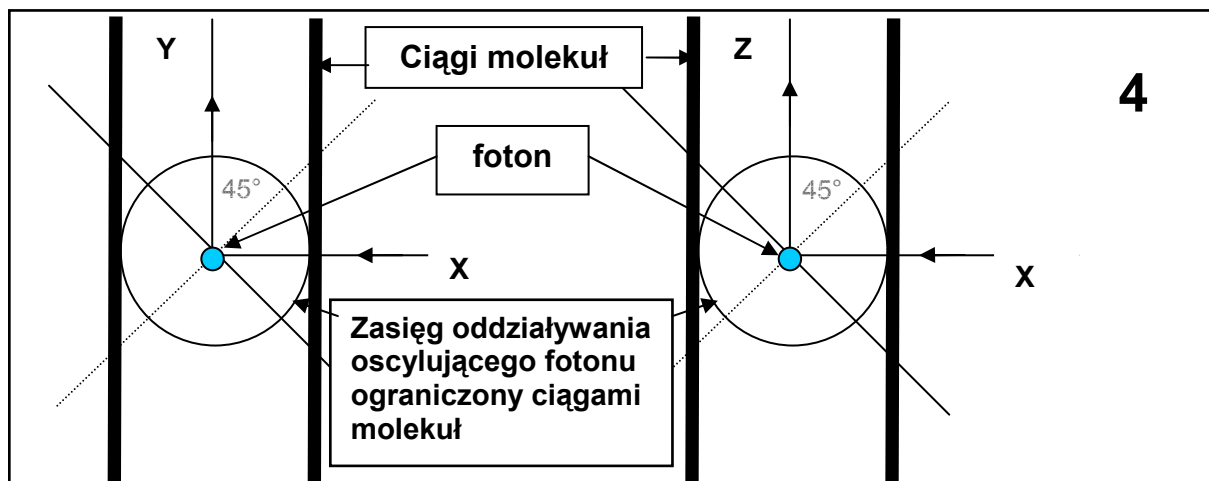 Y
Ciągi molekuł
Z
4
foton
45°
45°
X
X
Zasięg oddziaływania
oscylującego fotonu
ograniczony ciągami
molekuł